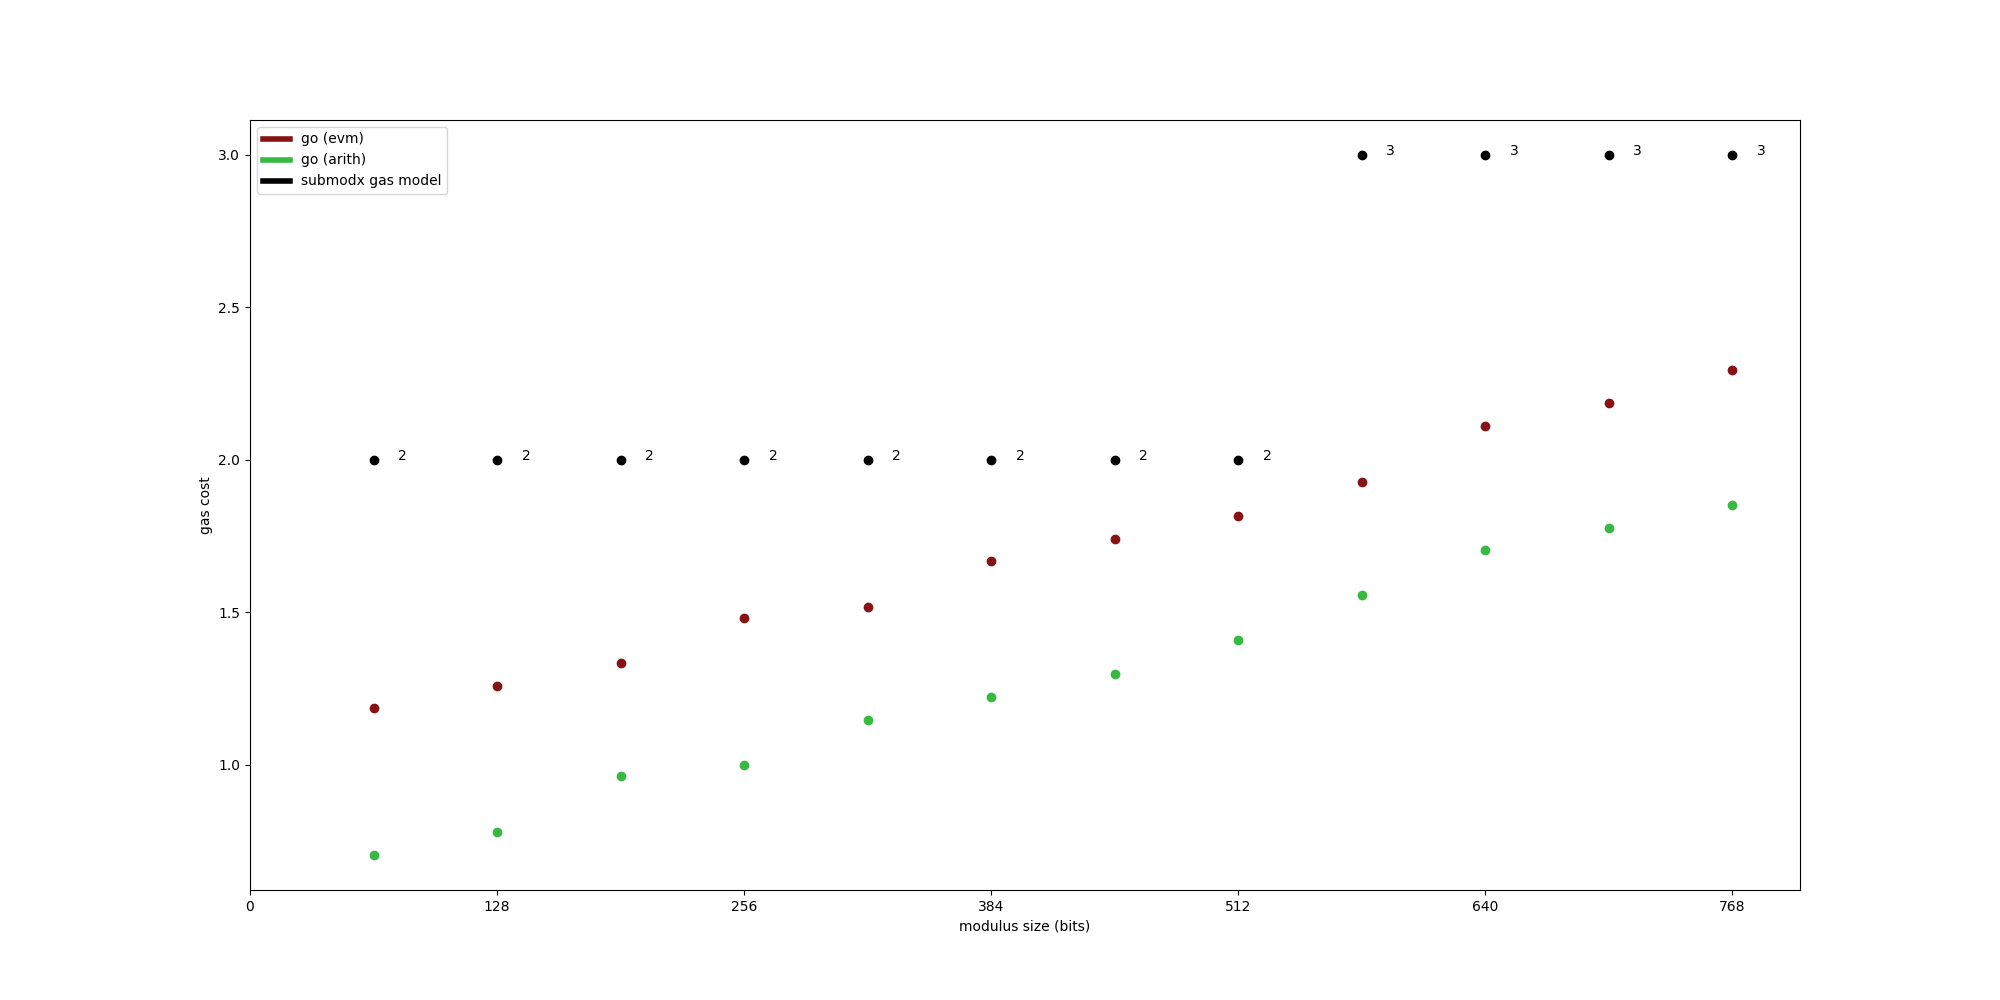 go (evm)
go (arith)
submodx gas model
3.0
3 3 3 3
2.5
2.0
2 2 2 2 2 2 2 2
gas cost
1.5
1.0
0 128 256 384 512 640 768
modulus size (bits)